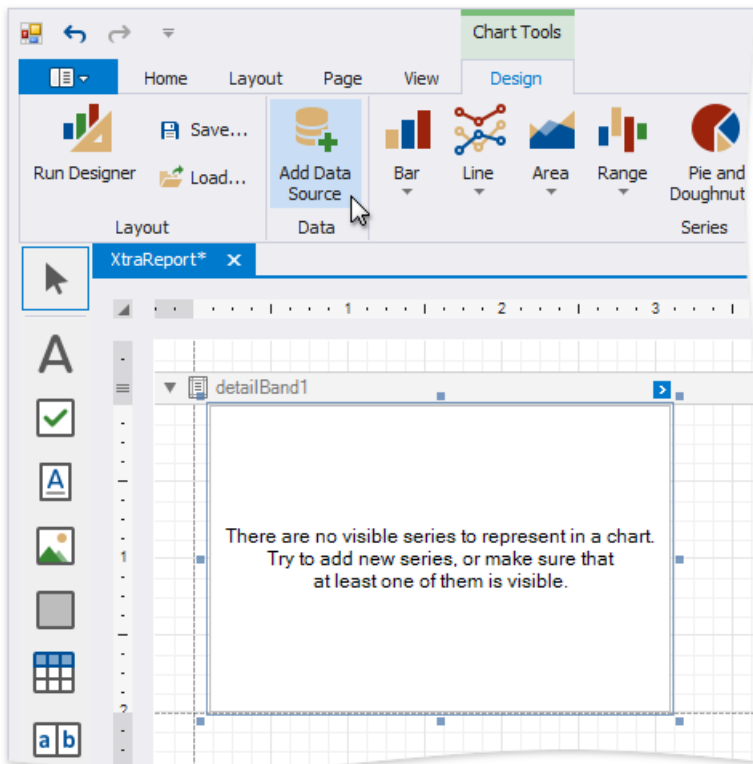 Chart Tools
Home Layout Page View Design
Run Designer
Save...
Load...
Layout
Add Data
Source
Data
Bar
Line
Area
Range
Pie and
Doughnut
Series
XtraReport*
1 2 3
detailBand1
There are no visible series to represent in a chart.
Try to add new series, or make sure that
at least one of them is visible.
A
A
1
2
a b